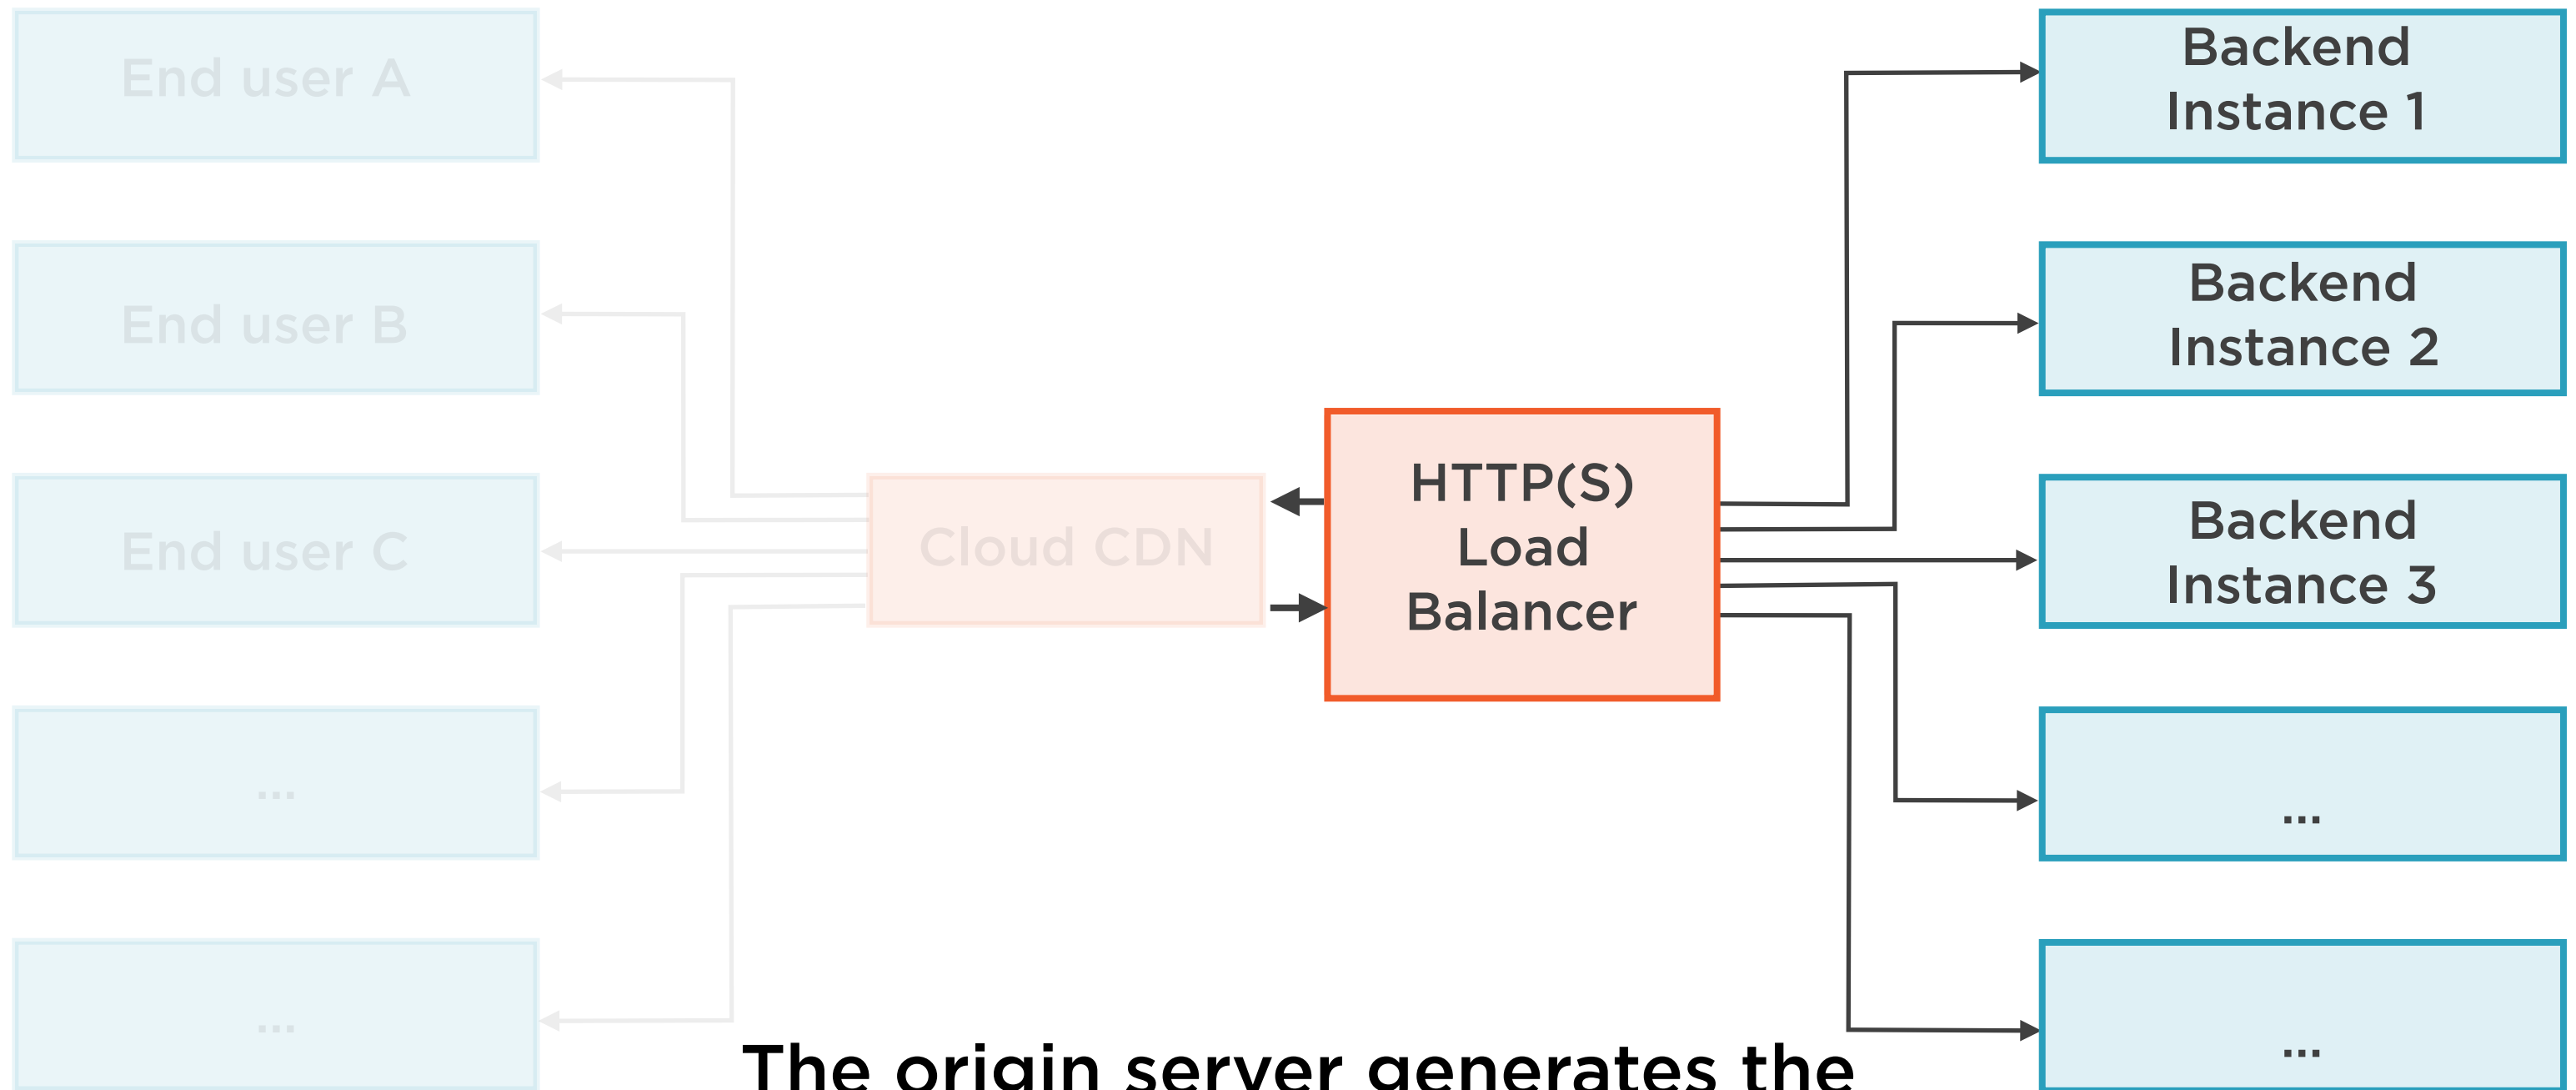 End user A
End user B
End user C
...
...
Cloud CDN
HTTP(S)
Load
Balancer
Backend
Instance 1
Backend
Instance 2
Backend
Instance 3
...
...
The origin server generates the